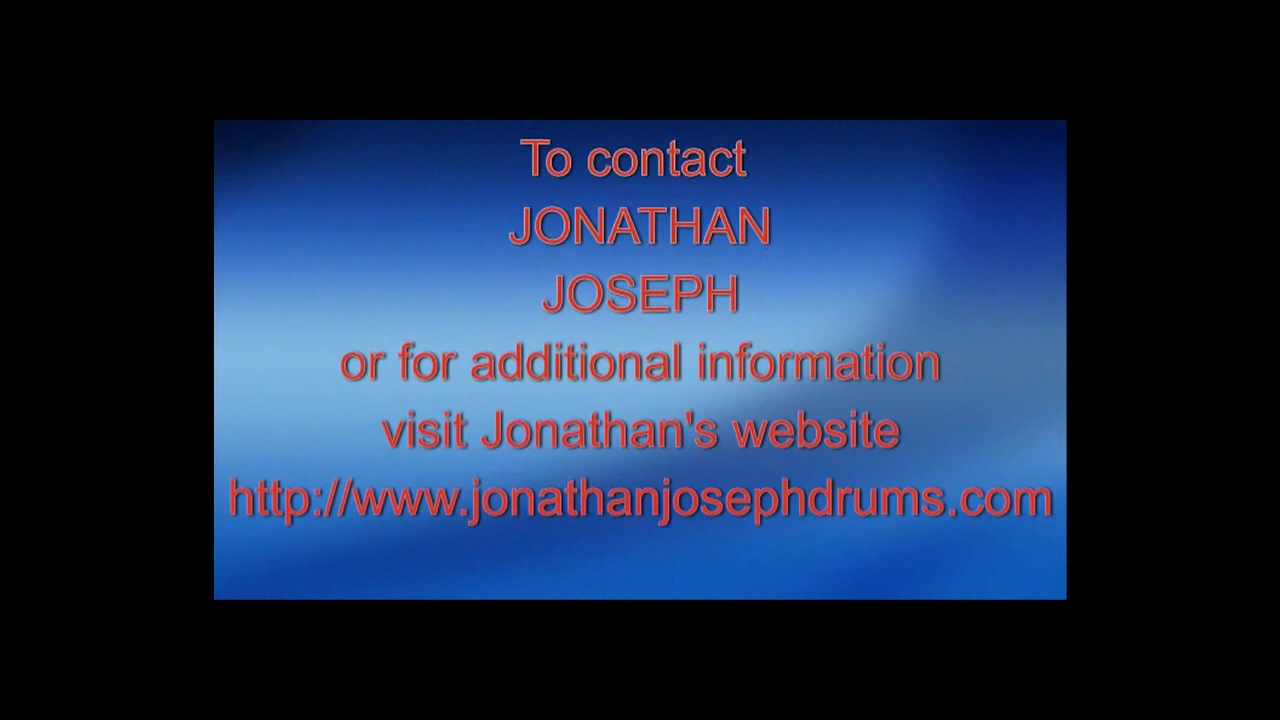 To contact
JONATHAN
JOSEPH
or for additional information
visit Jonathan's website
http://www.jonathanjosephdrums.com